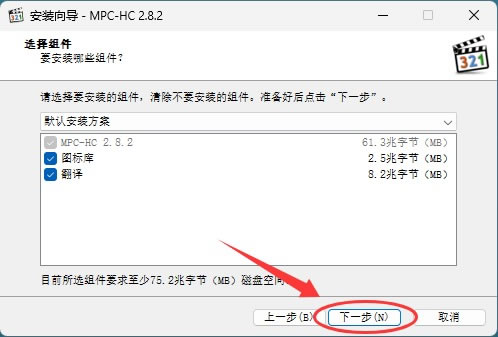 安装向导 - MPC-HC 2.8.2
选择组件
要安装哪些组件？
321
请选择要安装的组件，清除不要安装的组件。准备好后点击“下一步”。
默认安装方案
MPC-HC 2.8.2 61.3兆字节（MB）
图标库 2.5兆字节（MB）
翻译 8.2兆字节（MB）
目前所选组件要求至少75.2兆字节（MB）磁盘空间
上一步(B) 下一步(N) 取消